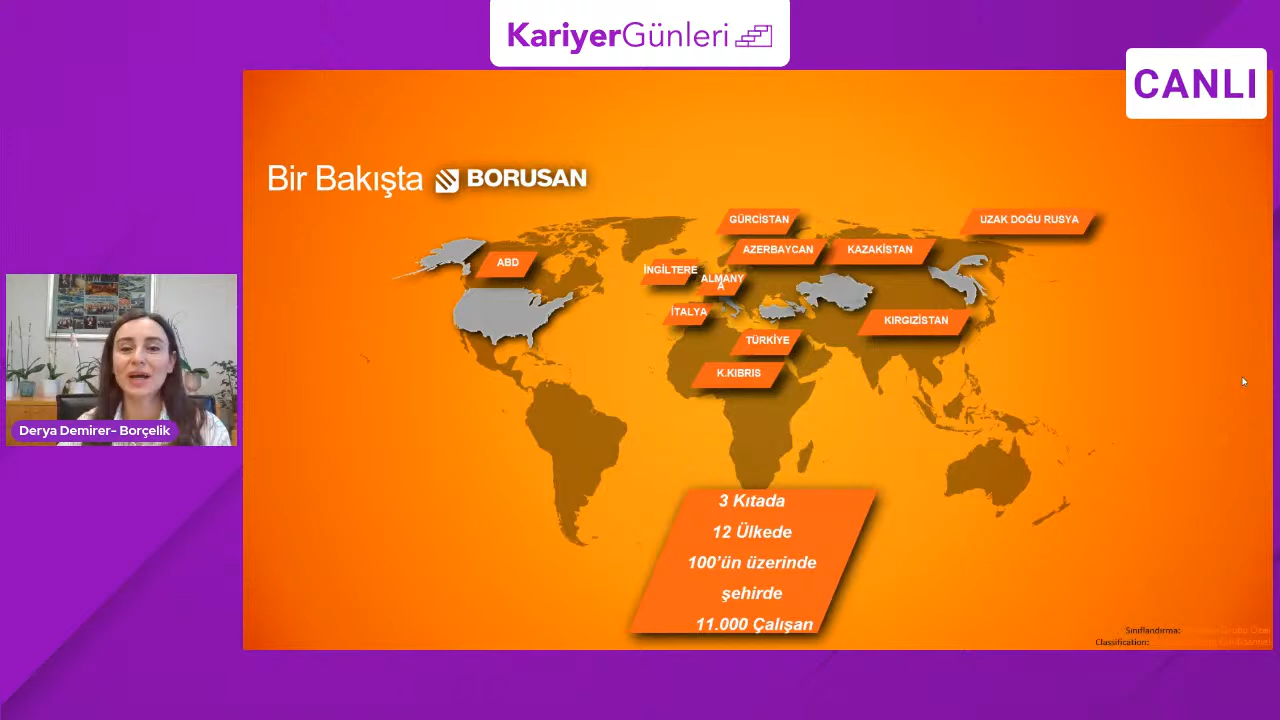 KariyerGünleri
CANLI
Bir Bakışta BORUSAN
GÜRCİSTAN
UZAK DOĞU RUSYA
AZERBAYCAN
KAZAKİSTAN
ABD
İNGİLTERE
ALMANY
A
İTALYA
KIRGIZİSTAN
TÜRKİYE
K.KIBRIS
Derya Demirer- Borçelik
3 Kıtada
12 Ülkede
100'ün üzerinde
şehirde
11.000 Çalışan
Sınıflandırma:
Classification: